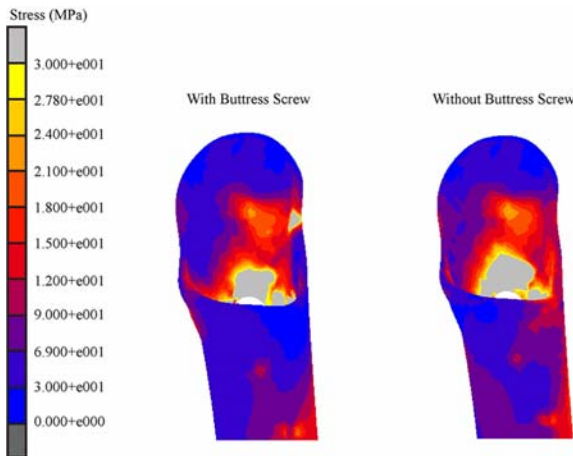 Stress (MPa)
With Buttress Screw
Without Buttress Screw
3.000+e001
2.780+e001
2.400+e001
2.100+e001
1.800+e001
1.500+e001
1.200+e001
9.000+e001
6.900+e001
3.000+e001
0.000+e000